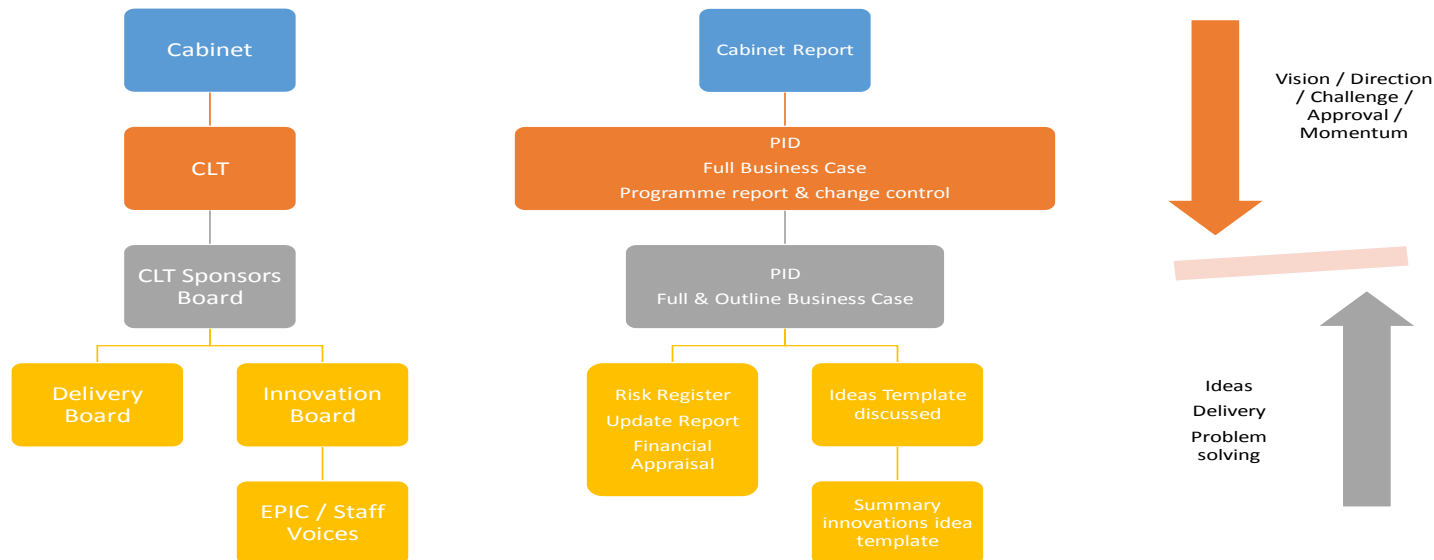 Cabinet
CLT
CLT Sponsors
Board
Delivery
Board
Innovation
Board
EPIC / Staff
Voices
Cabinet Report
PID
Full Business Case
Programme report & change control
PID
Full & Outline Business Case
Risk Register
Update Report
Financial
Appraisal
Ideas Template
discussed
Summary
innovations idea
template
Vision / Direction
/ Challenge /
Approval /
Momentum
Ideas
Delivery
Problem
solving